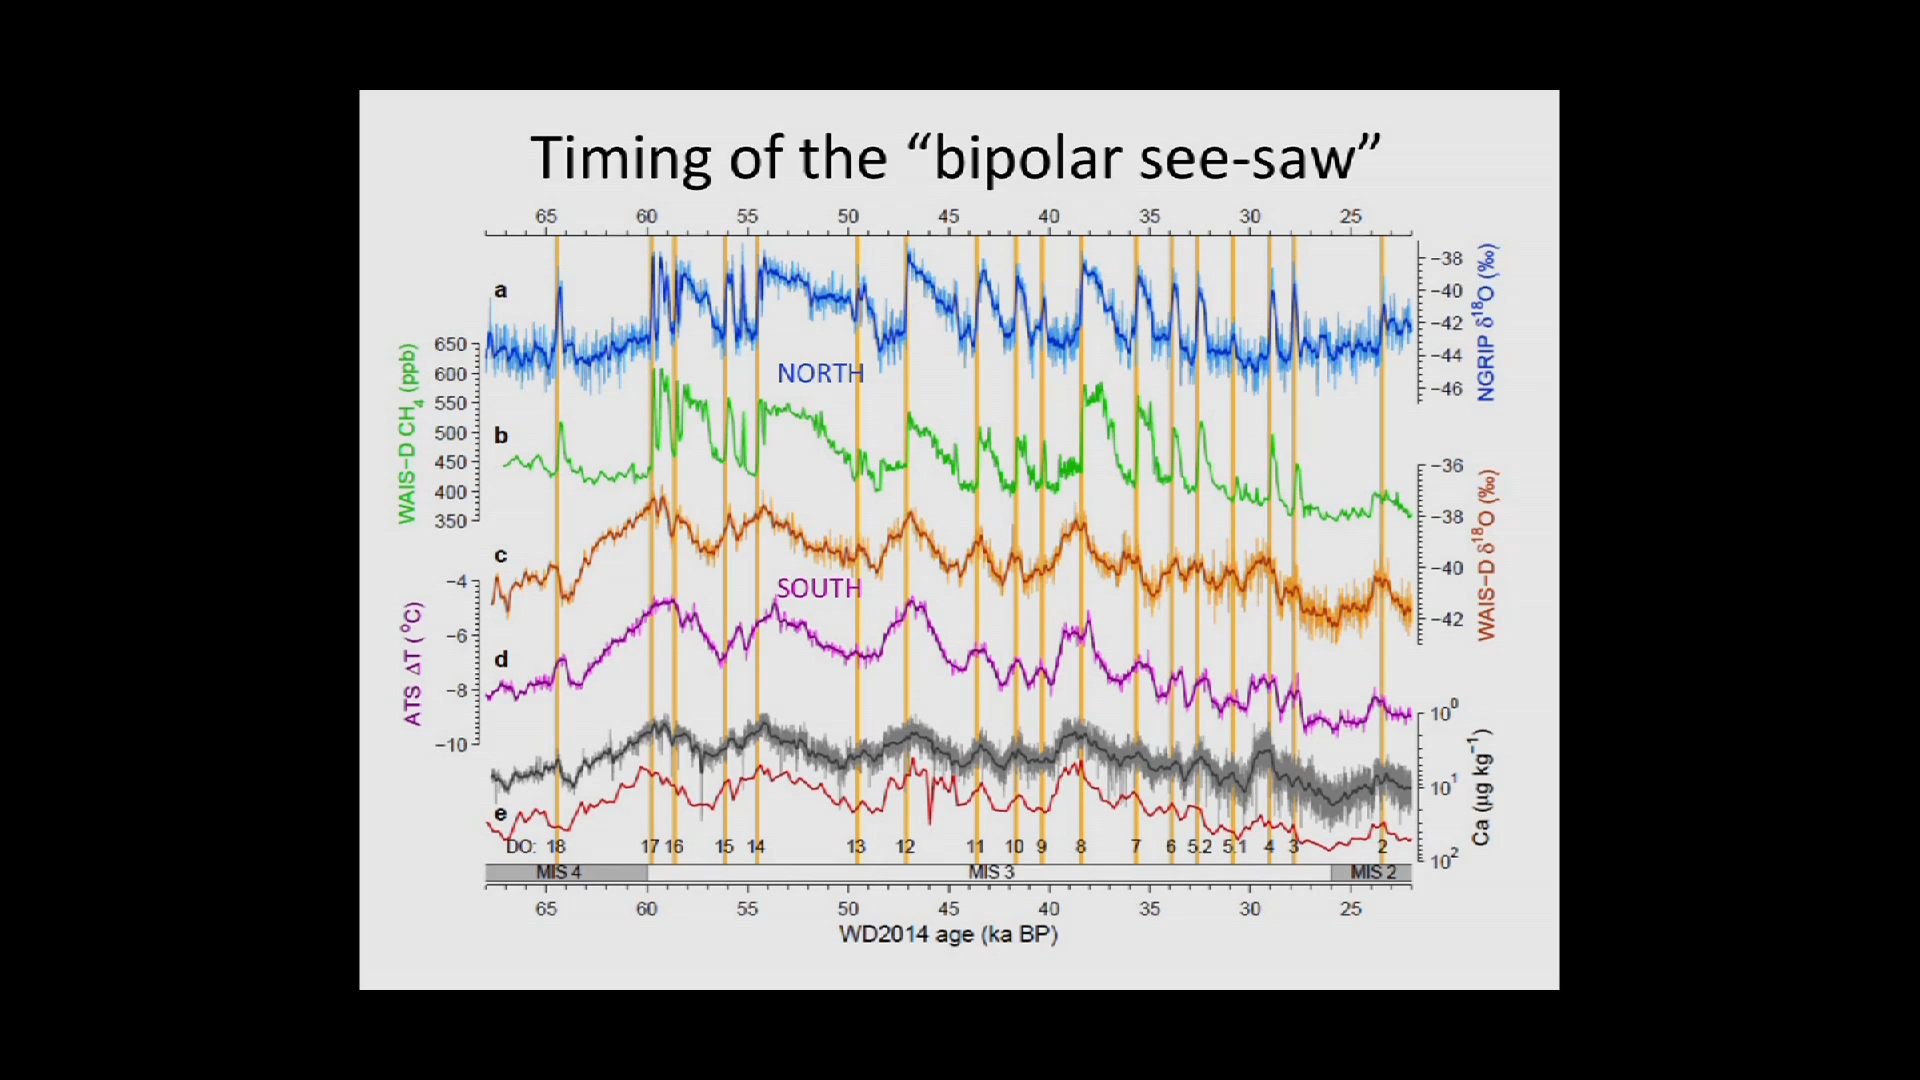 Timing of the “bipolar see-saw”
65 60 55 50 45 40 35 30 25
a
−38
−40
−42
−44
−46
NGRIP δ¹⁸O (‰)
NORTH
650
600
550
500
450
400
350
WAIS−D CH₄ (ppb)
b
−36
−38
−40
−42
WAIS−D δ¹⁸O (‰)
c
SOUTH
−4
−6
−8
−10
ATS ΔT (°C)
d
10⁰
10¹
10²
Ca (μg kg⁻¹)
e
DO: 18 17 16 15 14 13 12 11 10 9 8 7 6 5.2 5.1 4 3 2
MIS 4 MIS 3 MIS 2
65 60 55 50 45 40 35 30 25
WD2014 age (ka BP)